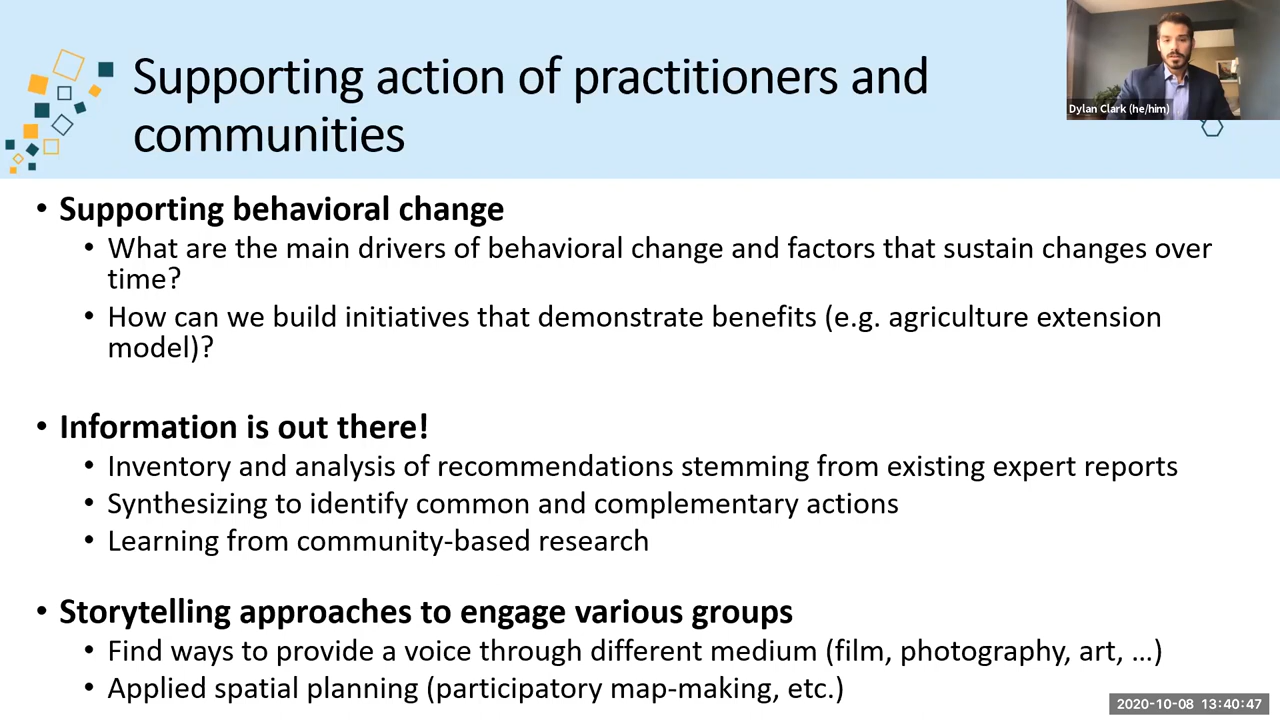 Supporting action of practitioners and
communities
Dylan Clark (he/him)
• Supporting behavioral change
• What are the main drivers of behavioral change and factors that sustain changes over
time?
• How can we build initiatives that demonstrate benefits (e.g. agriculture extension
model)?
• Information is out there!
• Inventory and analysis of recommendations stemming from existing expert reports
• Synthesizing to identify common and complementary actions
• Learning from community-based research
• Storytelling approaches to engage various groups
• Find ways to provide a voice through different medium (film, photography, art, ...)
• Applied spatial planning (participatory map-making, etc.)
2020-10-08 13:40:47